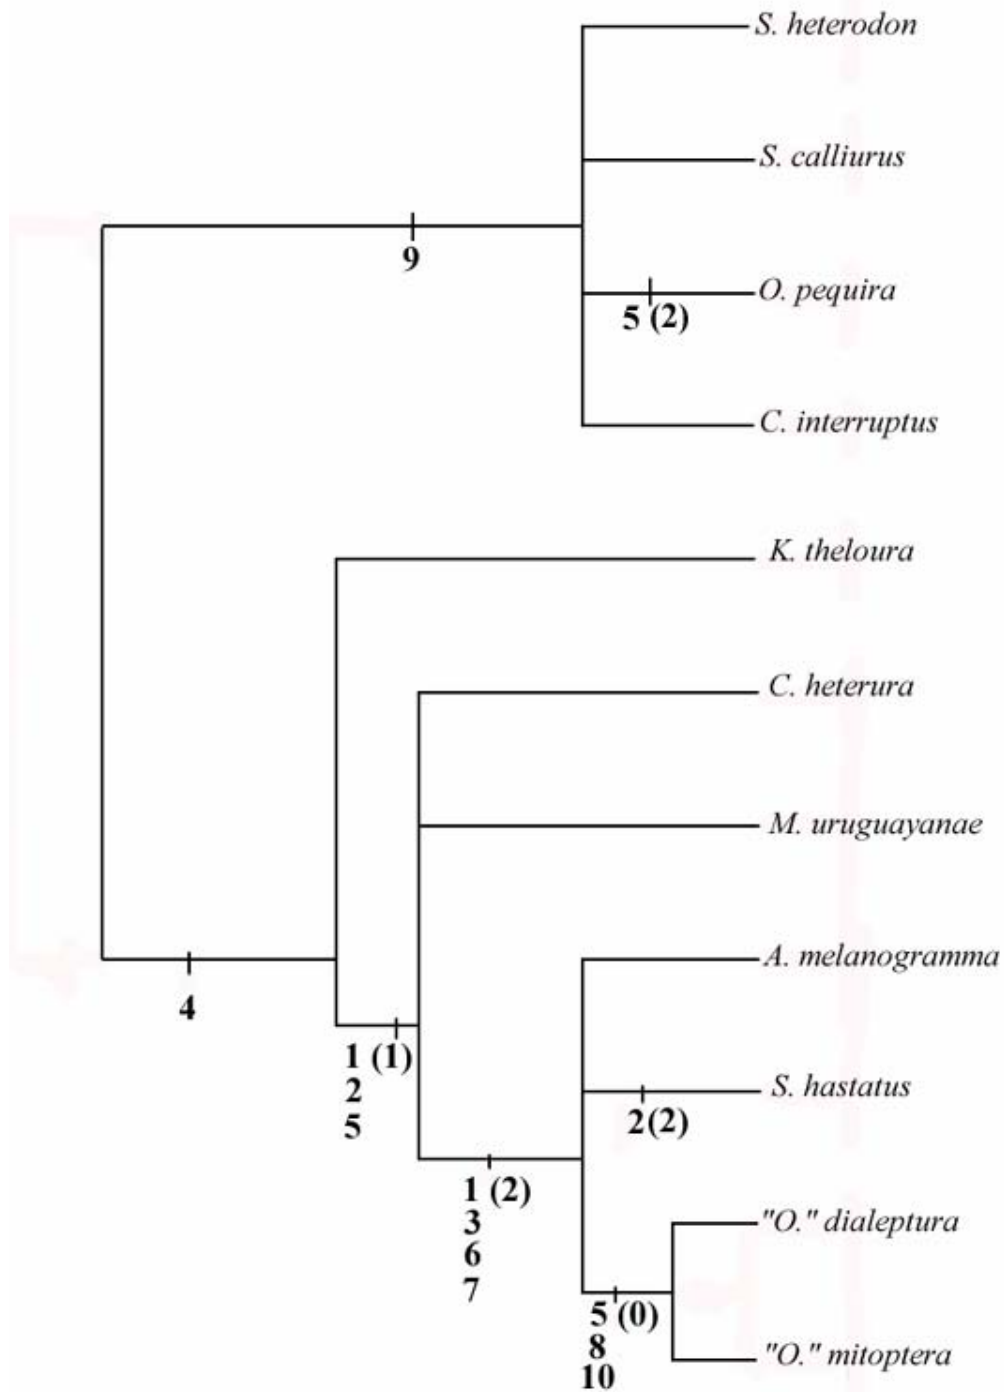 S. heterodon
S. calliurus
9
O. pequira
5 (2)
C. interruptus
K. theloura
C. heterura
M. uruguayanae
A. melanogramma
4
1 (1)
2
5
S. hastatus
2(2)
1 (2)
3
6
7
"O." dialeptura
5 (0)
8
10
"O." mitoptera